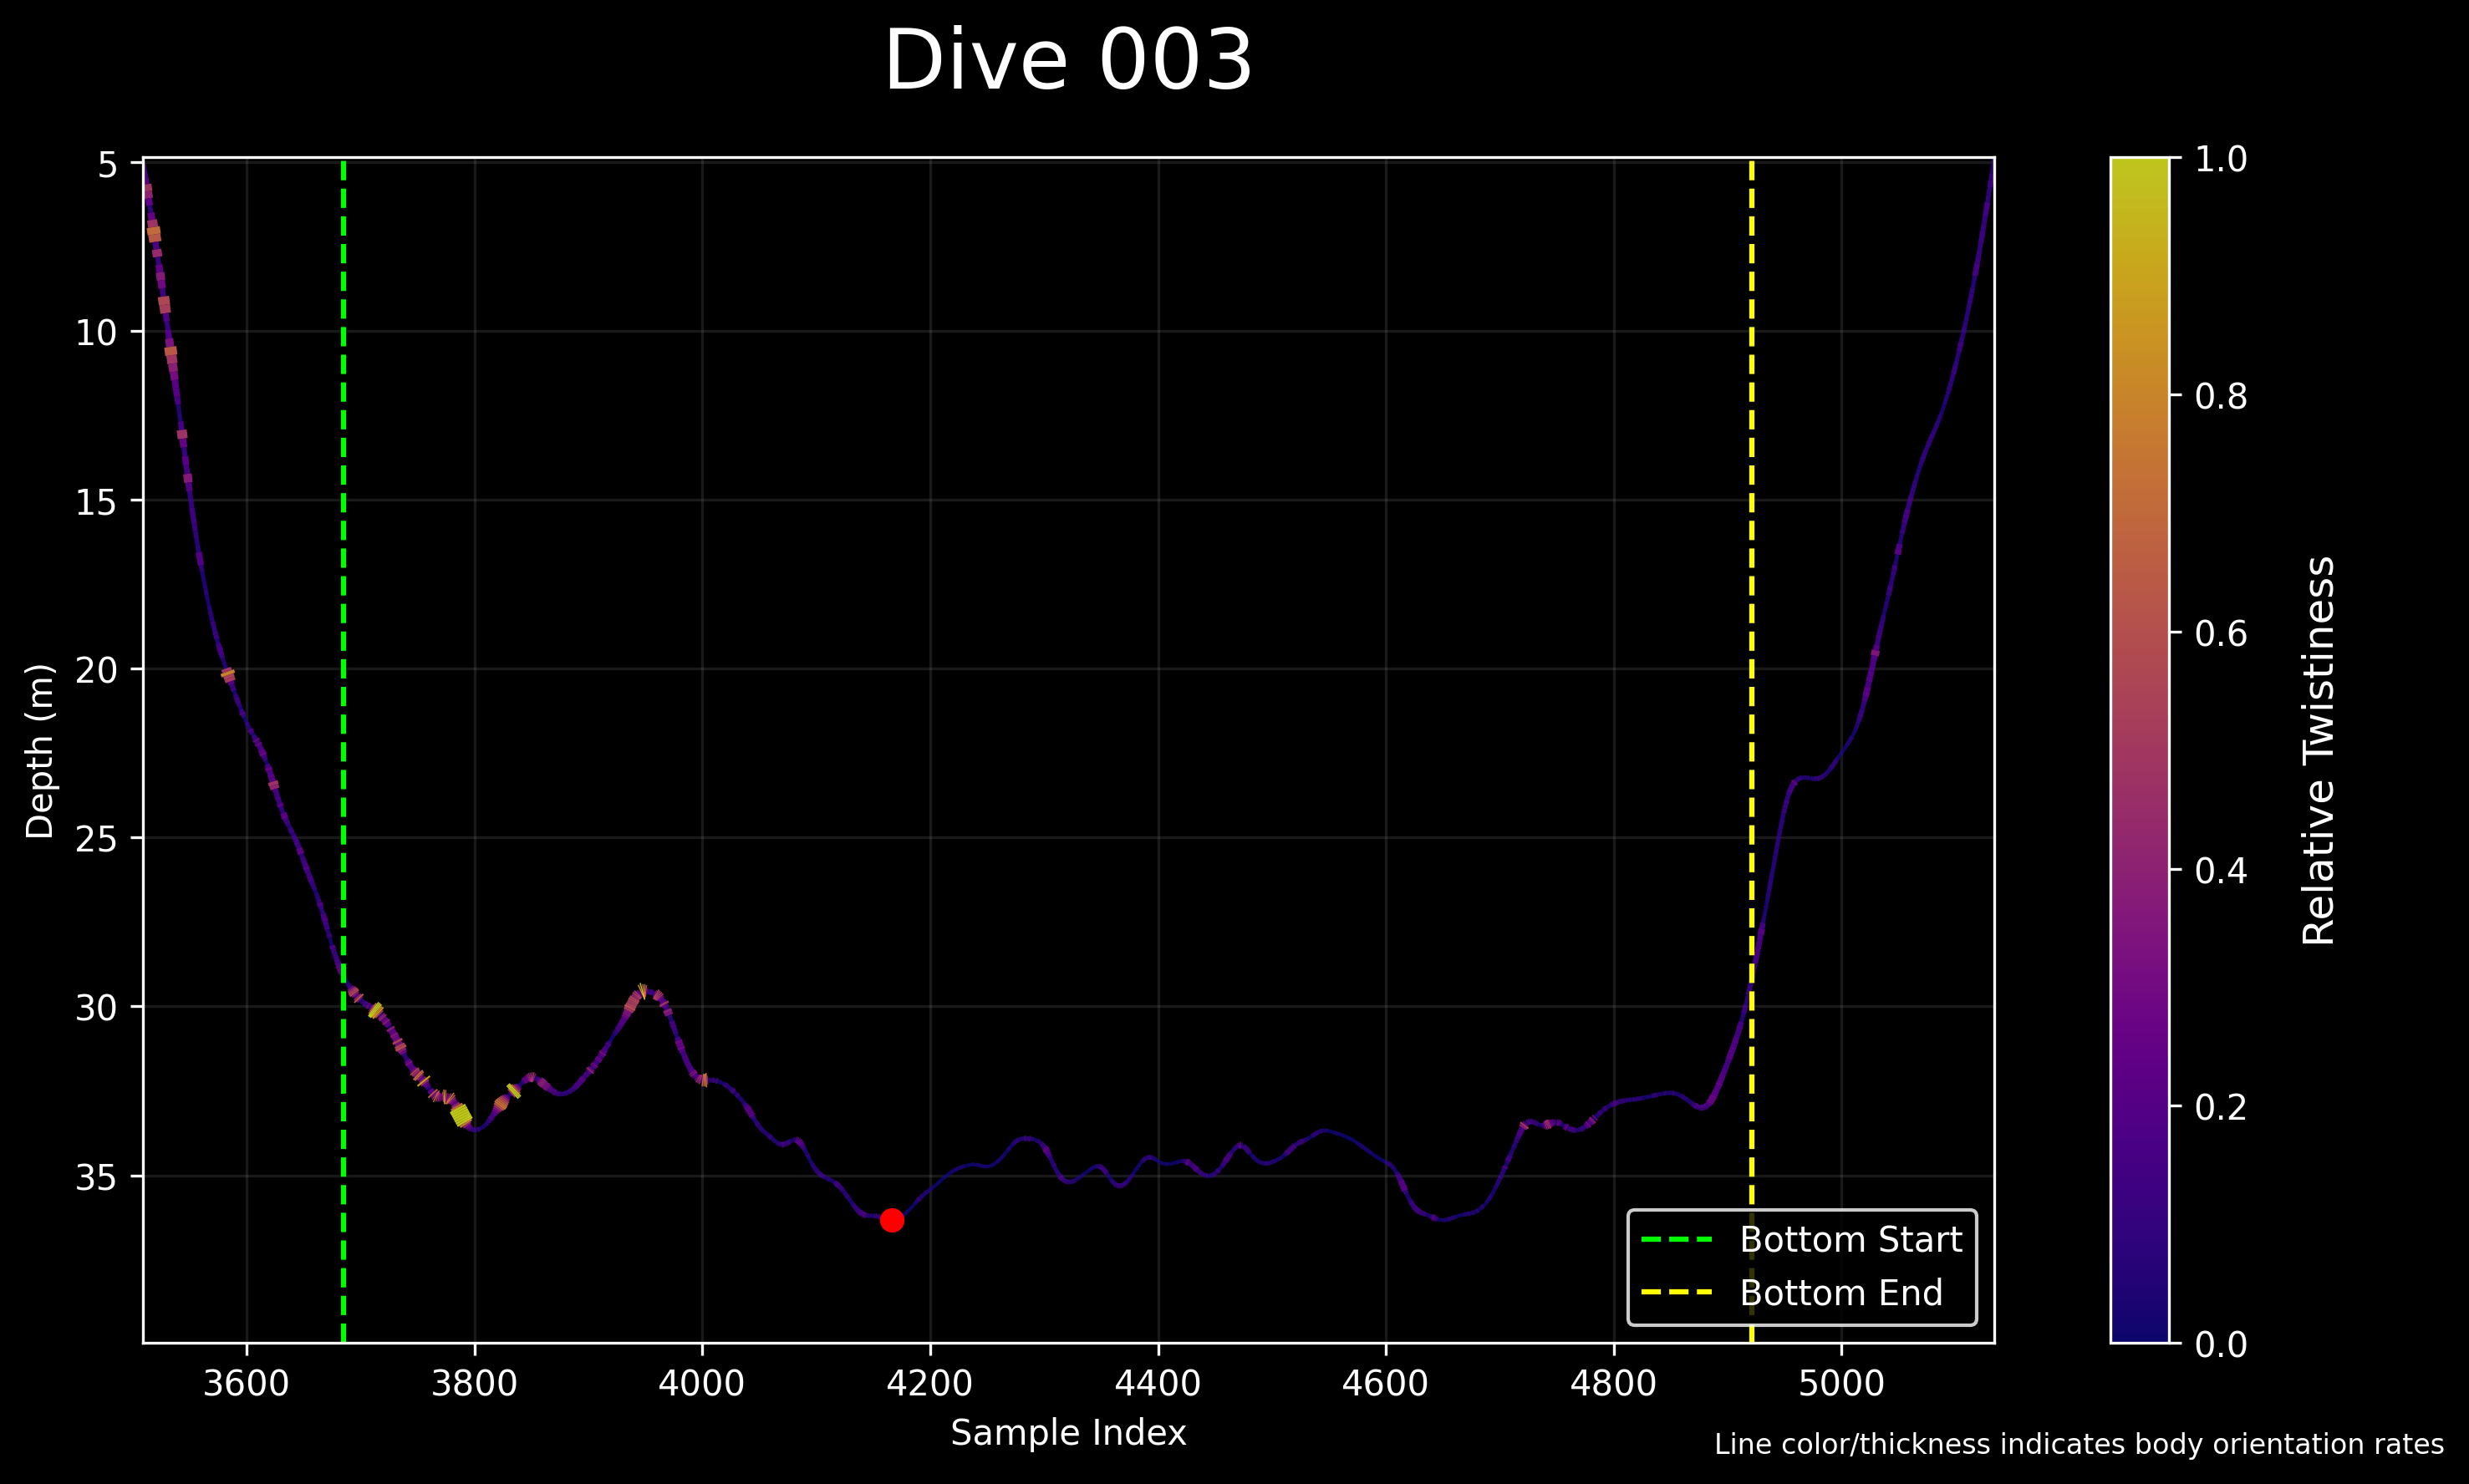 Dive 003
5
10
15
20
25
30
35
Depth (m)
3600 3800 4000 4200 4400 4600 4800 5000
Sample Index
Bottom Start
Bottom End
1.0
0.8
0.6
0.4
0.2
0.0
Relative Twistiness
Line color/thickness indicates body orientation rates